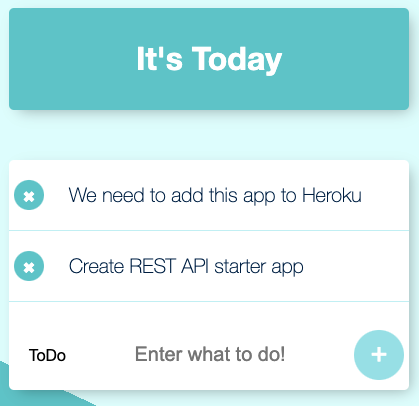 It's Today
We need to add this app to Heroku
Create REST API starter app
ToDo Enter what to do!